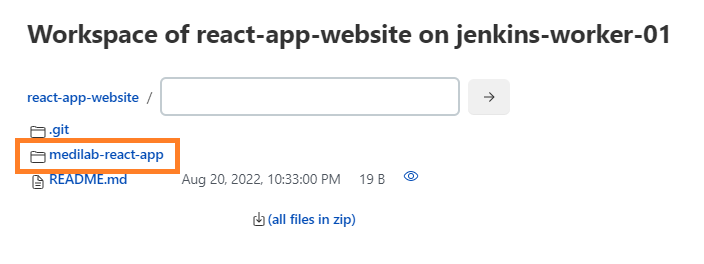 Workspace of react-app-website on jenkins-worker-01
react-app-website /
.git
medilab-react-app
README.md Aug 20, 2022, 10:33:00 PM 19 B
(all files in zip)